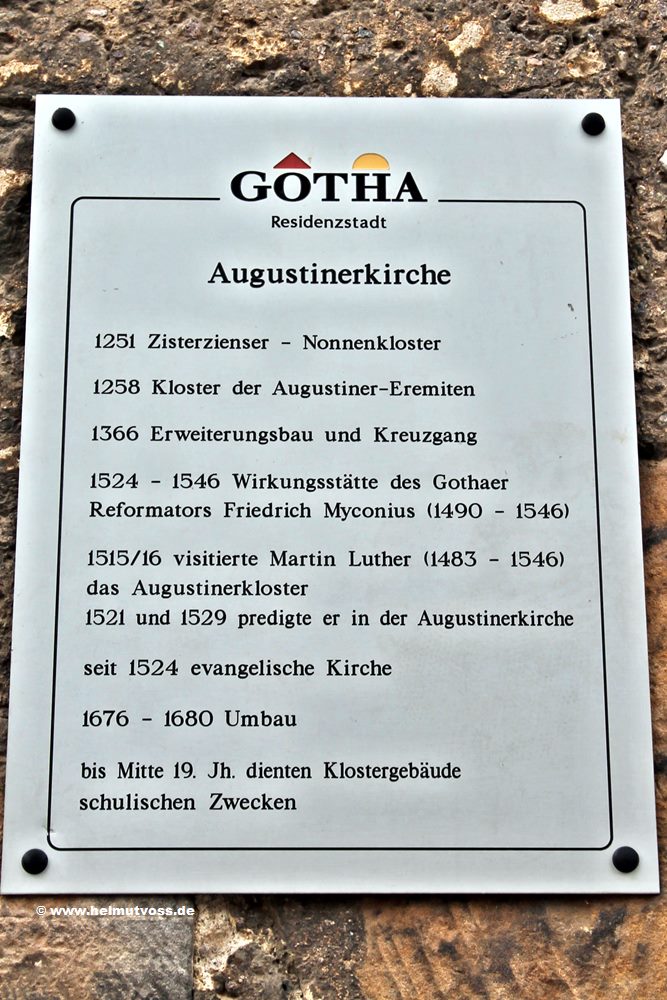 GOTHA
Residenzstadt
Augustinerkirche
1251 Zisterzienser - Nonnenkloster
1258 Kloster der Augustiner-Eremiten
1366 Erweiterungsbau und Kreuzgang
1524 - 1546 Wirkungsstätte des Gothaer
Reformators Friedrich Myconius (1490 - 1546)
1515/16 visitierte Martin Luther (1483 - 1546)
das Augustinerkloster
1521 und 1529 predigte er in der Augustinerkirche
seit 1524 evangelische Kirche
1676 - 1680 Umbau
bis Mitte 19. Jh. dienten Klostergebäude
schulischen Zwecken
© www.helmutvoss.de